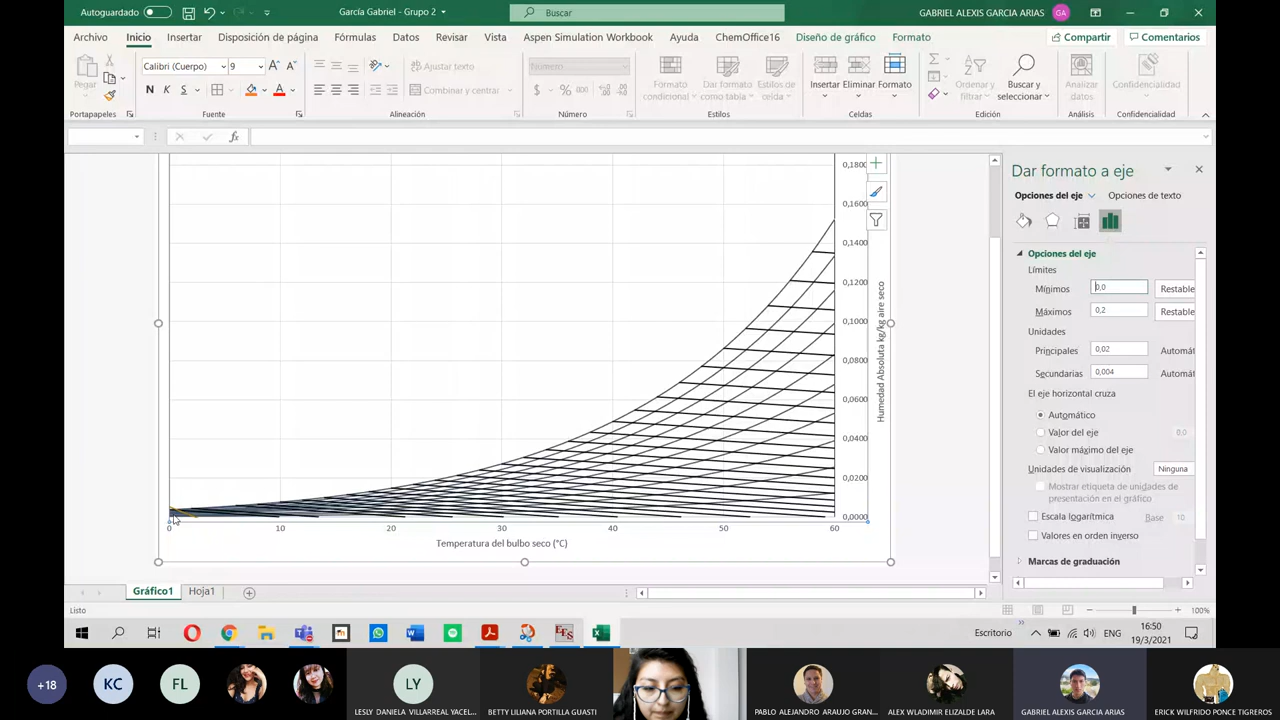 Autoguardado
García Gabriel - Grupo 2
Buscar
GABRIEL ALEXIS GARCIA ARIAS
GA
Archivo Inicio Insertar Disposición de página Fórmulas Datos Revisar Vista Aspen Simulation Workbook Ayuda ChemOffice16 Diseño de gráfico Formato
Compartir
Comentarios
Pegar
Calibri (Cuerpo) 9
N K S
Ajustar texto
Combinar y centrar
Número
$ % 000
Formato condicional
Dar formato como tabla
Estilos de celda
Insertar Eliminar Formato
Ordenar y filtrar
Buscar y seleccionar
Analizar datos
Confidencialidad
Portapapeles Fuente Alineación Número Estilos Celdas Edición Análisis Confidencialidad
fx
0,1800
0,1600
0,1400
0,1200
0,1000
0,0800
0,0600
0,0400
0,0200
0,0000
Humedad Absoluta kg/kg aire seco
0 10 20 30 40 50 60
Temperatura del bulbo seco (°C)
Dar formato a eje
Opciones del eje Opciones de texto
Opciones del eje
Límites
Mínimos 0,0 Restable
Máximos 0,2 Restable
Unidades
Principales 0,02 Automát
Secundarias 0,004 Automát
El eje horizontal cruza
Automático
Valor del eje 0,0
Valor máximo del eje
Unidades de visualización Ninguna
Mostrar etiqueta de unidades de presentación en el gráfico
Escala logarítmica Base 10
Valores en orden inverso
Marcas de graduación
Gráfico1 Hoja1
Listo
100%
Escritorio
ENG
16:50
19/3/2021
+18
KC
FL
LY
LESLY DANIELA VILLARREAL YACEL...
BETTY LILIANA PORTILLA GUASTI
PABLO ALEJANDRO ARAUJO GRAN...
ALEX WLADIMIR ELIZALDE LARA
GABRIEL ALEXIS GARCIA ARIAS
ERICK WILFRIDO PONCE TIGREROS